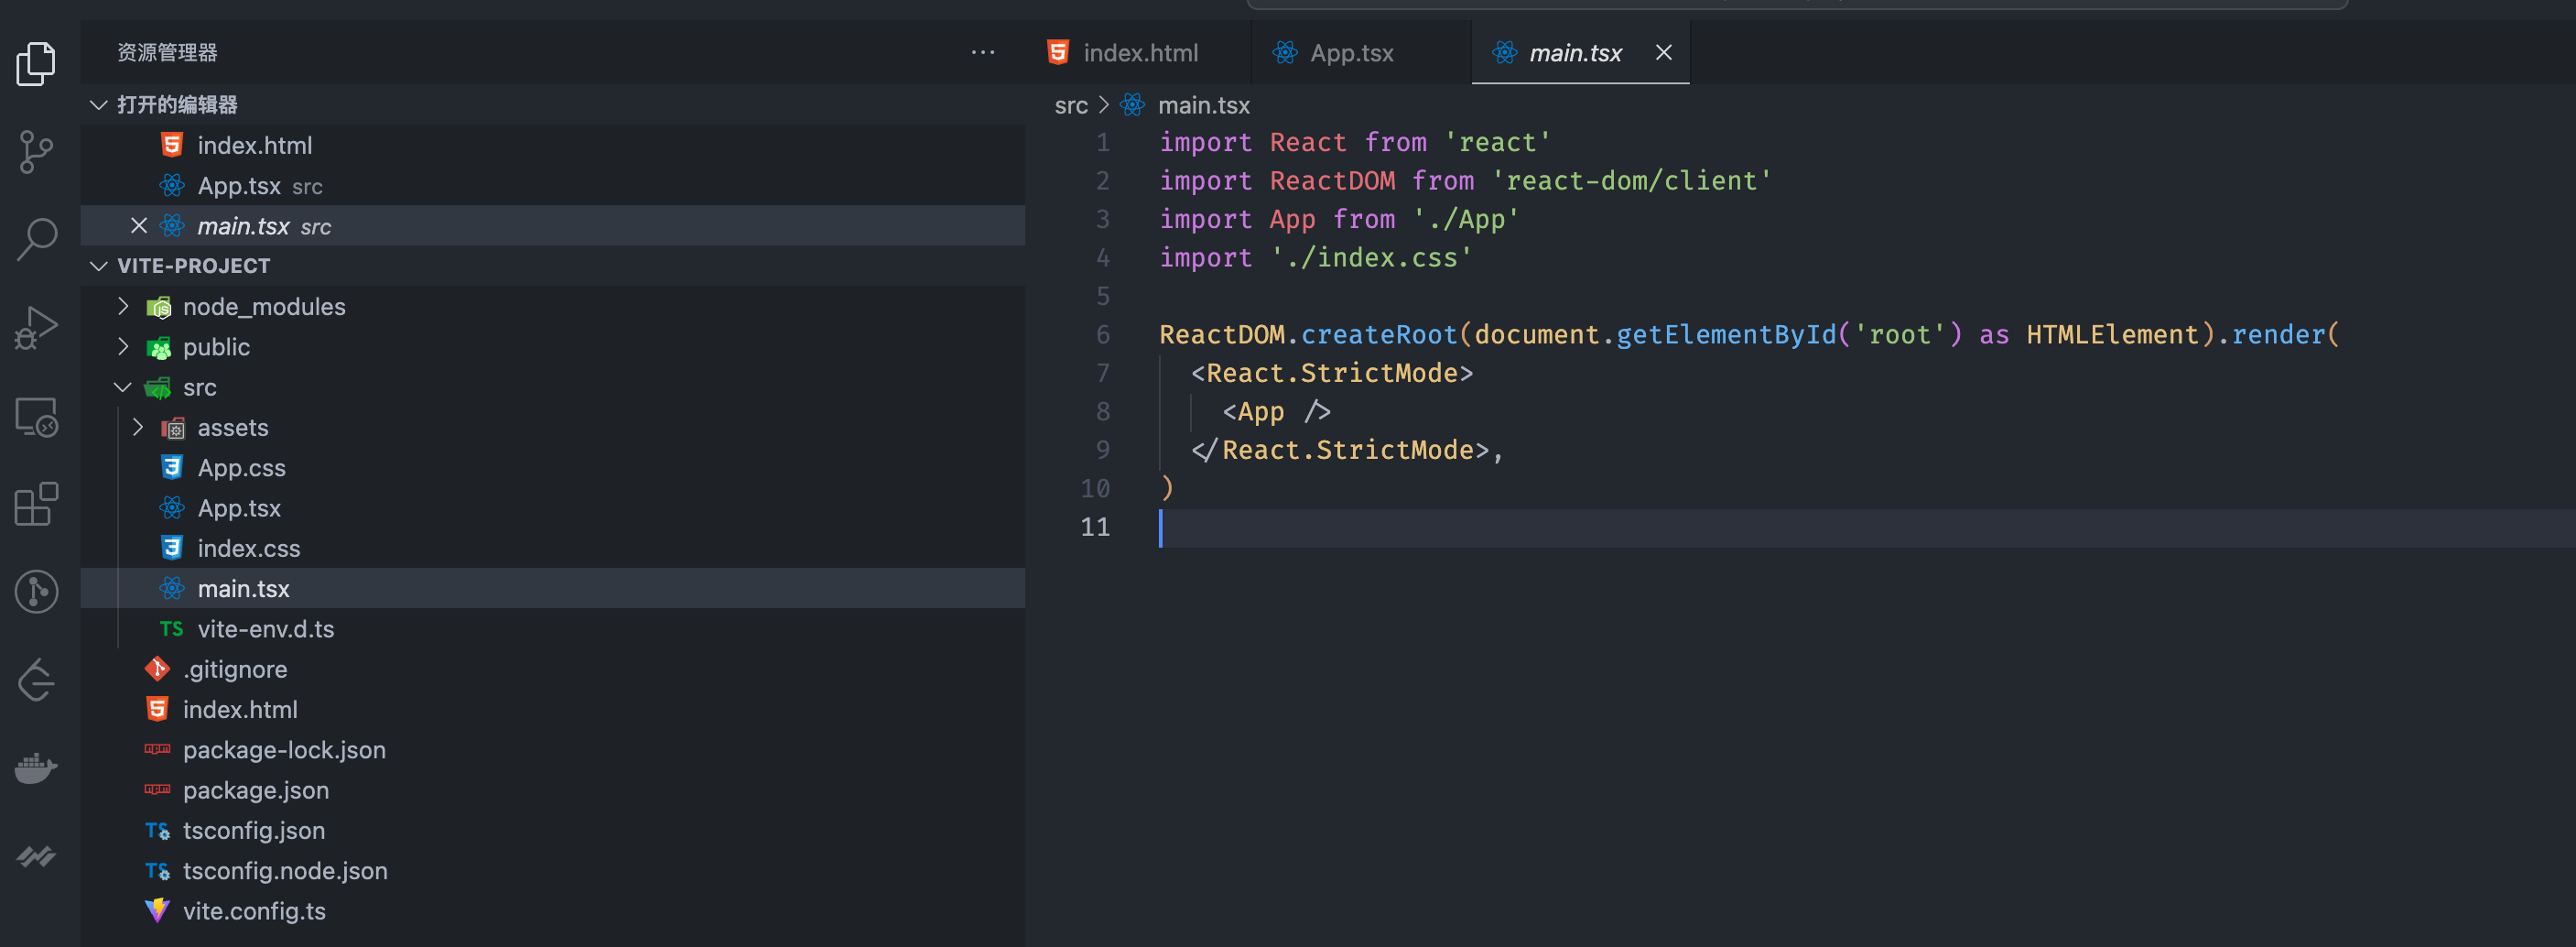 资源管理器
打开的编辑器
index.html
App.tsx src
main.tsx src
VITE-PROJECT
node_modules
public
src
assets
App.css
App.tsx
index.css
main.tsx
TS vite-env.d.ts
.gitignore
index.html
package-lock.json
package.json
TS tsconfig.json
TS tsconfig.node.json
vite.config.ts
index.html App.tsx main.tsx
src > main.tsx
1 import React from 'react'
2 import ReactDOM from 'react-dom/client'
3 import App from './App'
4 import './index.css'
5
6 ReactDOM.createRoot(document.getElementById('root') as HTMLElement).render(
7 <React.StrictMode>
8 <App />
9 </React.StrictMode>,
10 )
11